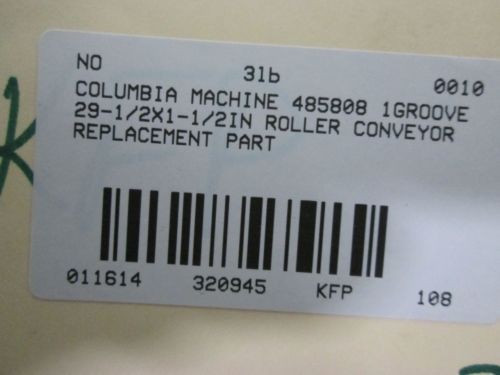 NO 3lb 0010
COLUMBIA MACHINE 485808 1GROOVE
29-1/2X1-1/2IN ROLLER CONVEYOR
REPLACEMENT PART
011614 320945 KFP 108
K